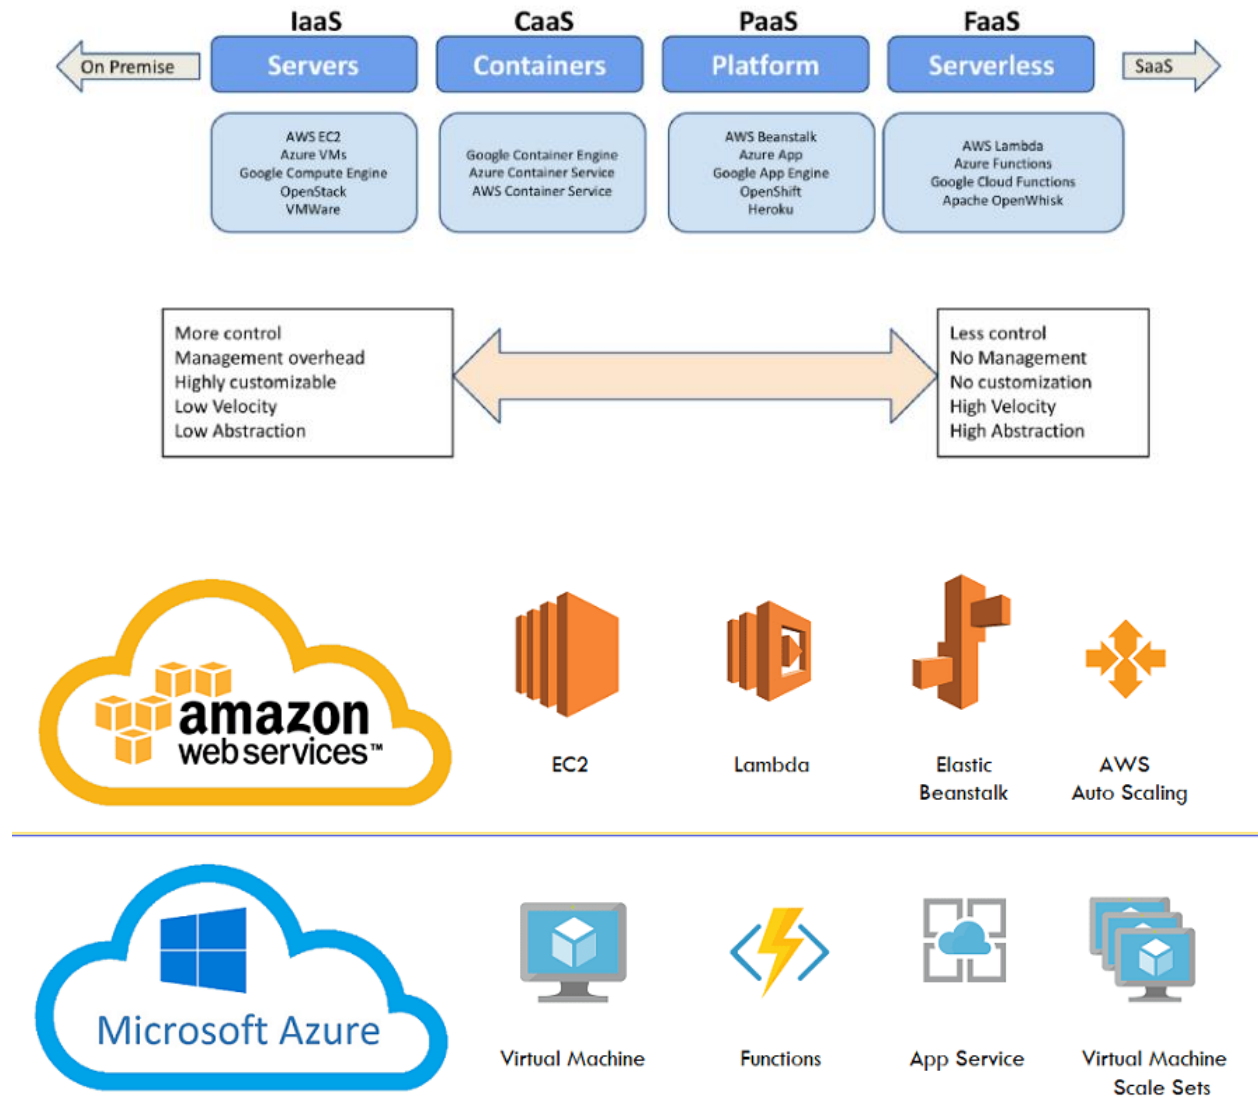 IaaS
CaaS
PaaS
FaaS
On Premise
Servers
Containers
Platform
Serverless
SaaS
AWS EC2
Azure VMs
Google Compute Engine
OpenStack
VMWare
Google Container Engine
Azure Container Service
AWS Container Service
AWS Beanstalk
Azure App
Google App Engine
OpenShift
Heroku
AWS Lambda
Azure Functions
Google Cloud Functions
Apache OpenWhisk
More control
Management overhead
Highly customizable
Low Velocity
Low Abstraction
Less control
No Management
No customization
High Velocity
High Abstraction
amazon
web services™
EC2
Lambda
Elastic
Beanstalk
AWS
Auto Scaling
Microsoft Azure
Virtual Machine
Functions
App Service
Virtual Machine
Scale Sets